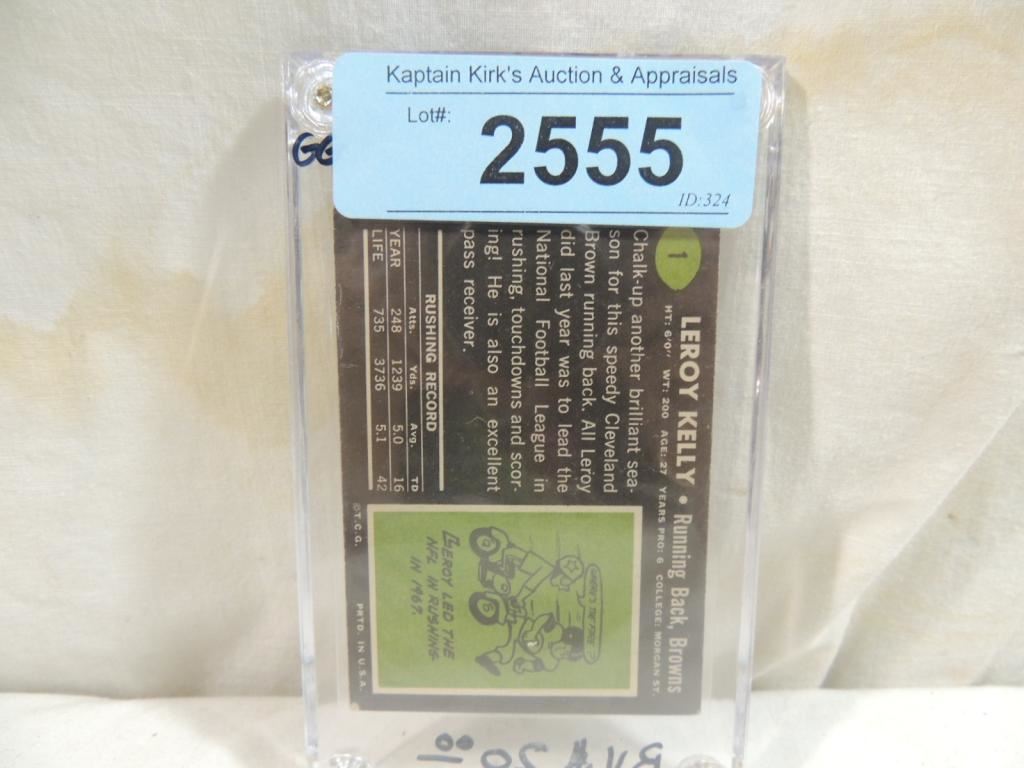 Kaptain Kirk's Auction & Appraisals
Lot#:
2555
ID:324
1
LEROY KELLY • Running Back, Browns
HT: 6'0" WT: 200 AGE: 27 YEARS PRO: 6 COLLEGE: MORGAN ST.
Chalk-up another brilliant sea-
son for this speedy Cleveland
Brown running back. All Leroy
did last year was to lead the
National Football League in
rushing, touchdowns and scor-
ing! He is also an excellent
pass receiver.
RUSHING RECORD
Atts. Yds. Avg. TD
YEAR 248 1239 5.0 16
LIFE 735 3736 5.1 42
LEROY LED THE
NFL IN RUSHING
IN 1967.
©T.C.G. PRTD. IN U.S.A.